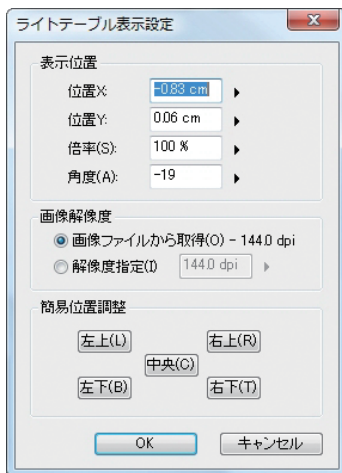 ライトテーブル表示設定
表示位置
位置X: -0.83 cm
位置Y: 0.06 cm
倍率(S): 100 %
角度(A): -19
画像解像度
画像ファイルから取得(O) - 144.0 dpi
解像度指定(I) 144.0 dpi
簡易位置調整
左上(L) 右上(R)
中央(C)
左下(B) 右下(T)
OK キャンセル